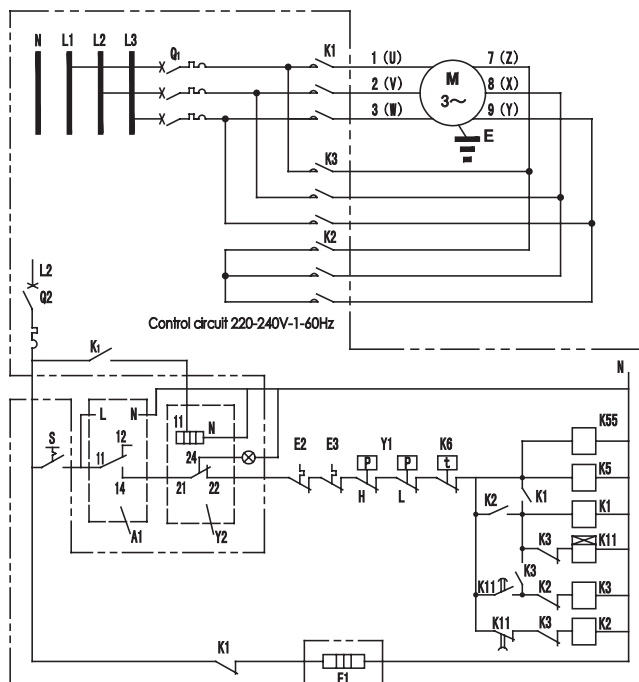 N L1 L2 L3 Q1 K1 1 (U) 7 (Z)
M
3~
2 (V) 8 (X)
3 (W) 9 (Y)
E
K3
K2
L2
Q2
Control circuit 220-240V-1-60Hz
K1
N
L N 11 N K55
S 12 24 E2 E3 Y1 K6 K5
P P t
11 14 21 22 H L K1
K2 K1
A1 Y2 K3 K11
K11 K3 K2 K3
K11 K3 K2
K1
F1